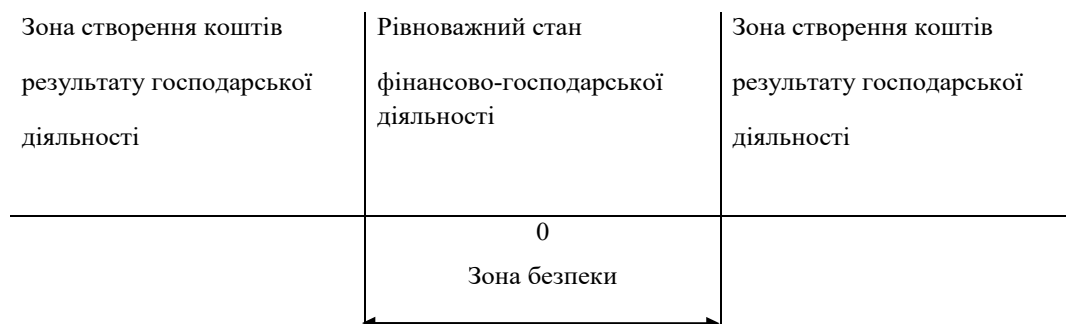 Зона створення коштів
результату господарської
діяльності
Рівноважний стан
фінансово-господарської
діяльності
Зона створення коштів
результату господарської
діяльності
0
Зона безпеки